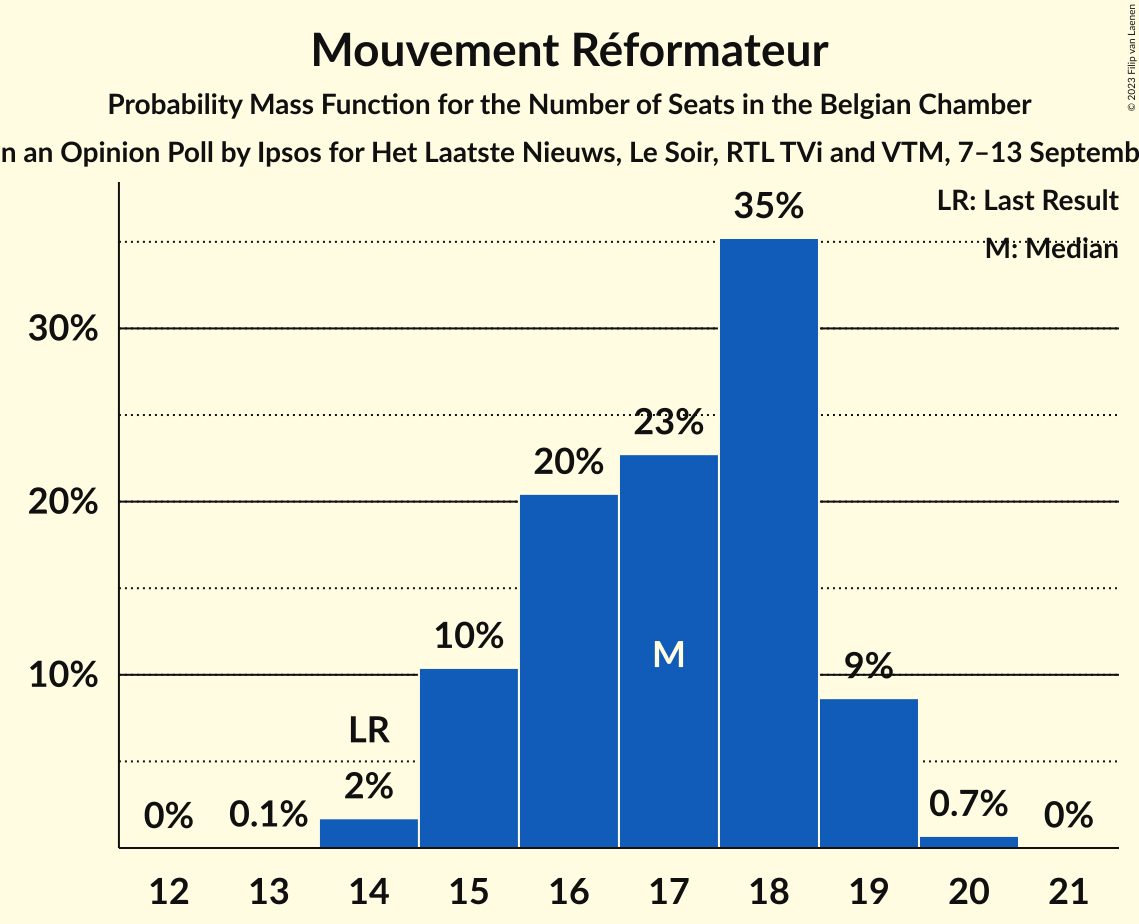 Mouvement Réformateur
Probability Mass Function for the Number of Seats in the Belgian Chamber
n an Opinion Poll by Ipsos for Het Laatste Nieuws, Le Soir, RTL TVi and VTM, 7–13 Septemb
© 2023 Filip van Laenen
LR: Last Result
M: Median
35%
30%
23%
20%
20%
10%
M
9%
10%
LR
2%
0%
0.1%
0.7%
0%
12 13 14 15 16 17 18 19 20 21